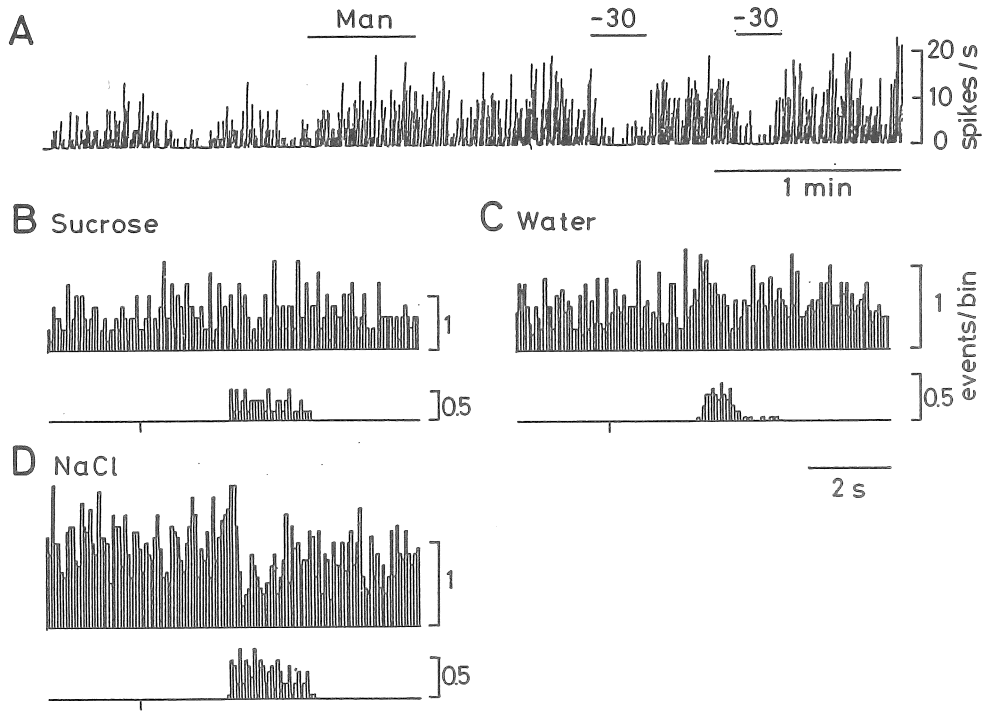 A
Man
-30
-30
20
10
0
spikes/s
1 min
B Sucrose
C Water
1
1
events/bin
0.5
0.5
D NaCl
2 s
1
0.5